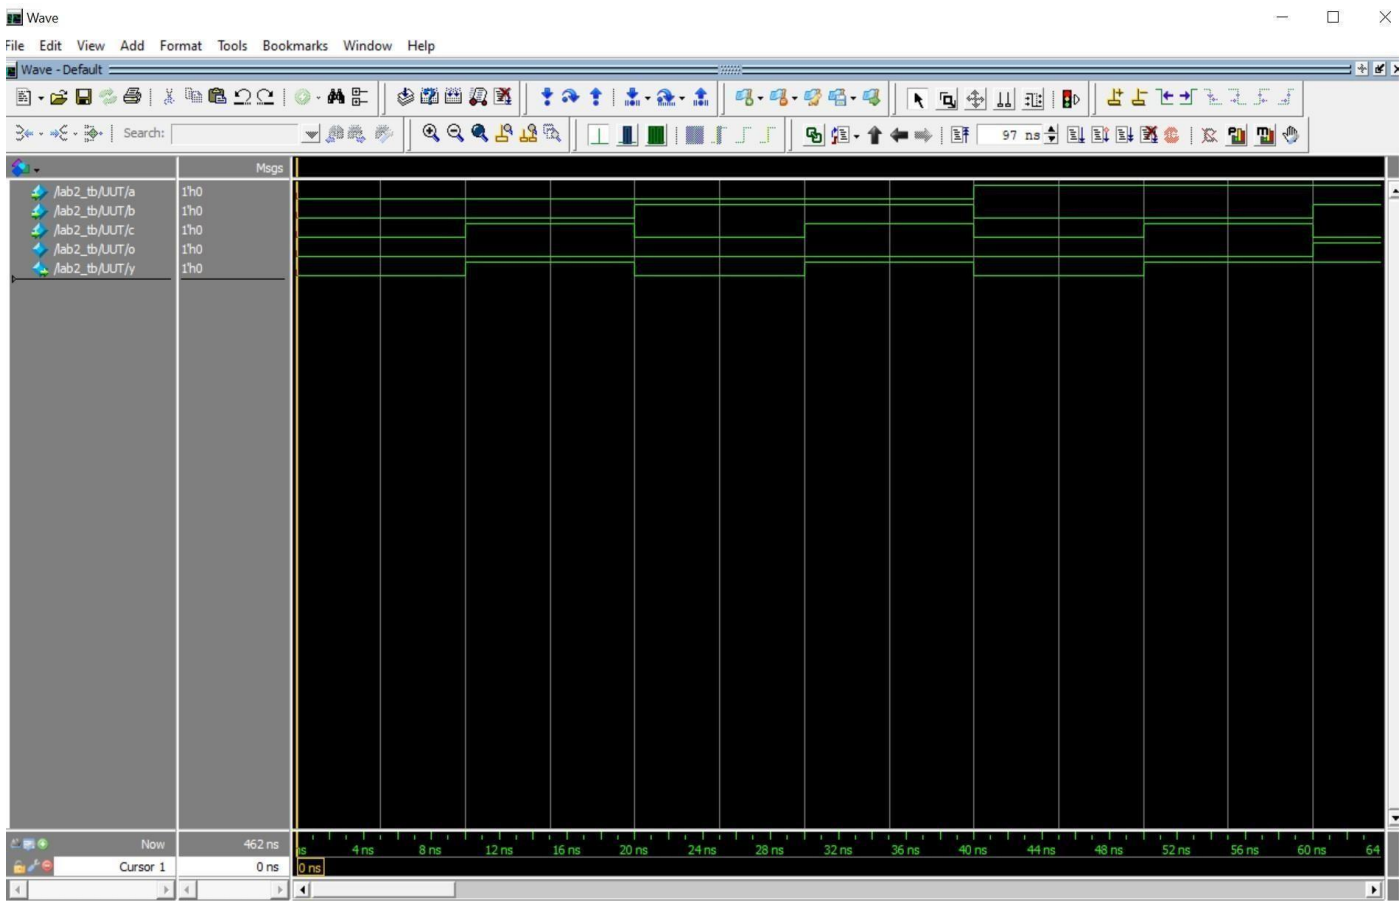 Wave
File Edit View Add Format Tools Bookmarks Window Help
Wave - Default
Search:
97 ns
Msgs
/lab2_tb/UUT/a 1'h0
/lab2_tb/UUT/b 1'h0
/lab2_tb/UUT/c 1'h0
/lab2_tb/UUT/o 1'h0
/lab2_tb/UUT/y 1'h0
Now 462 ns
ns 4 ns 8 ns 12 ns 16 ns 20 ns 24 ns 28 ns 32 ns 36 ns 40 ns 44 ns 48 ns 52 ns 56 ns 60 ns 64
Cursor 1 0 ns 0 ns